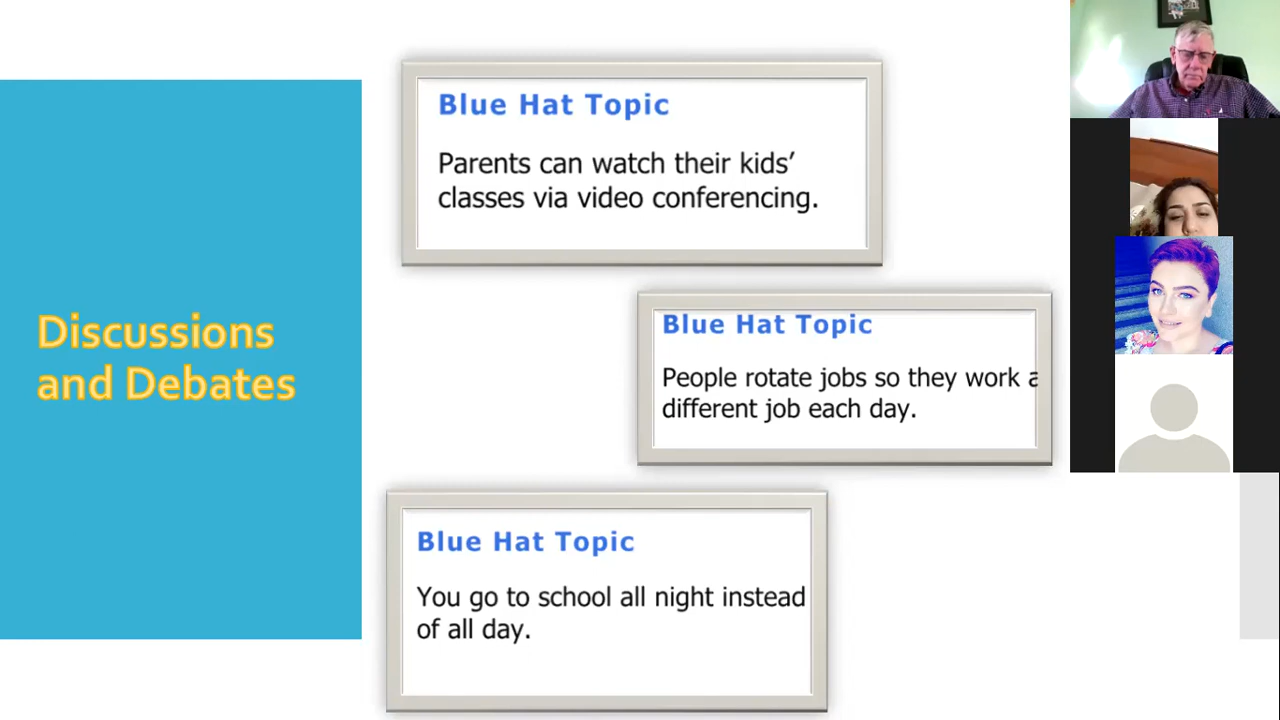 Discussions
and Debates
Blue Hat Topic
Parents can watch their kids’
classes via video conferencing.
Blue Hat Topic
People rotate jobs so they work a
different job each day.
Blue Hat Topic
You go to school all night instead
of all day.